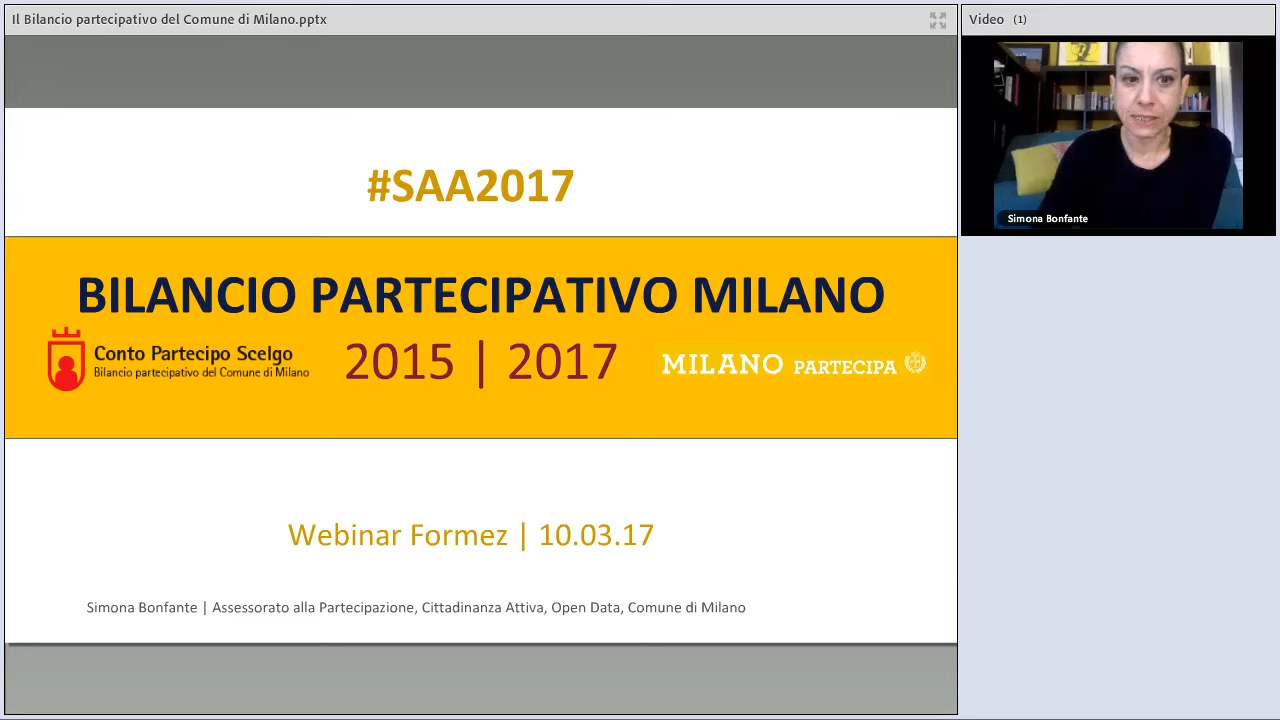 Il Bilancio partecipativo del Comune di Milano.pptx
Video (1)
Simona Bonfante
#SAA2017
BILANCIO PARTECIPATIVO MILANO
Conto Partecipo Scelgo
Bilancio partecipativo del Comune di Milano
2015 | 2017
MILANO PARTECIPA
Webinar Formez | 10.03.17
Simona Bonfante | Assessorato alla Partecipazione, Cittadinanza Attiva, Open Data, Comune di Milano